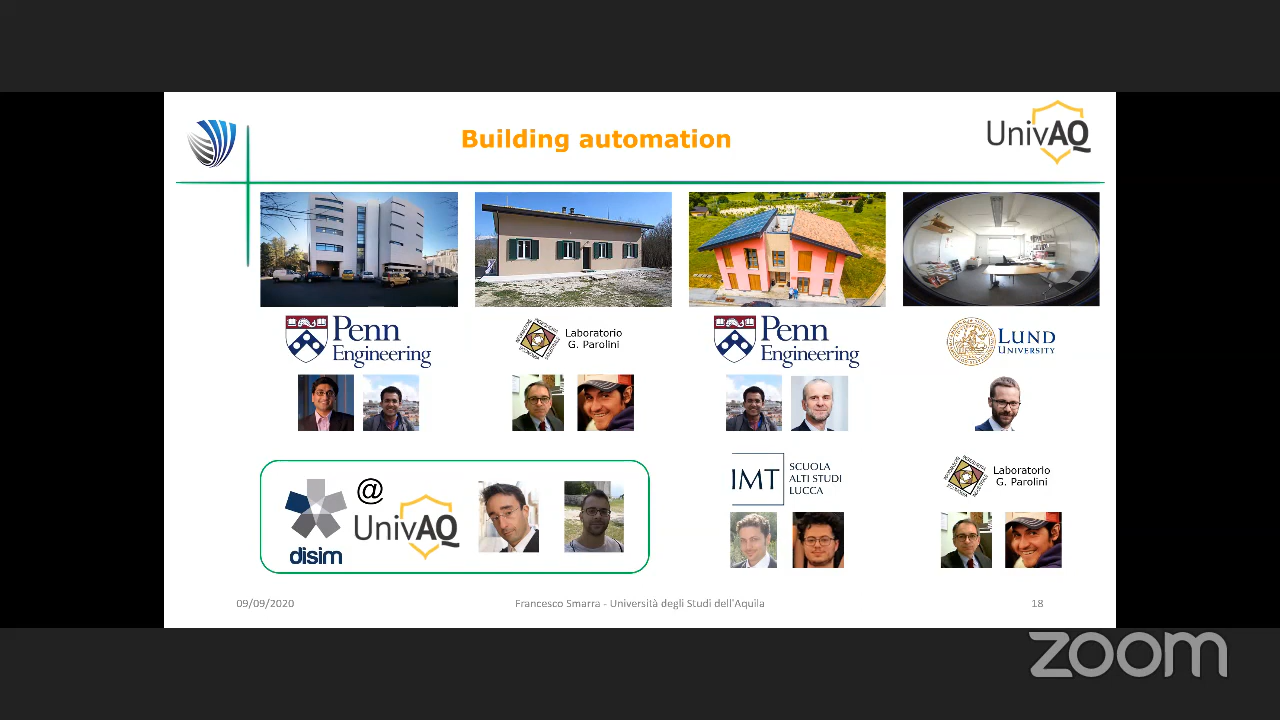 Building automation
UnivAQ
Penn
Engineering
Laboratorio
G. Parolini
Penn
Engineering
LUND
UNIVERSITY
@
UnivAQ
disim
IMT
SCUOLA
ALTI STUDI
LUCCA
Laboratorio
G. Parolini
09/09/2020
Francesco Smarra - Università degli Studi dell'Aquila
18
zoom